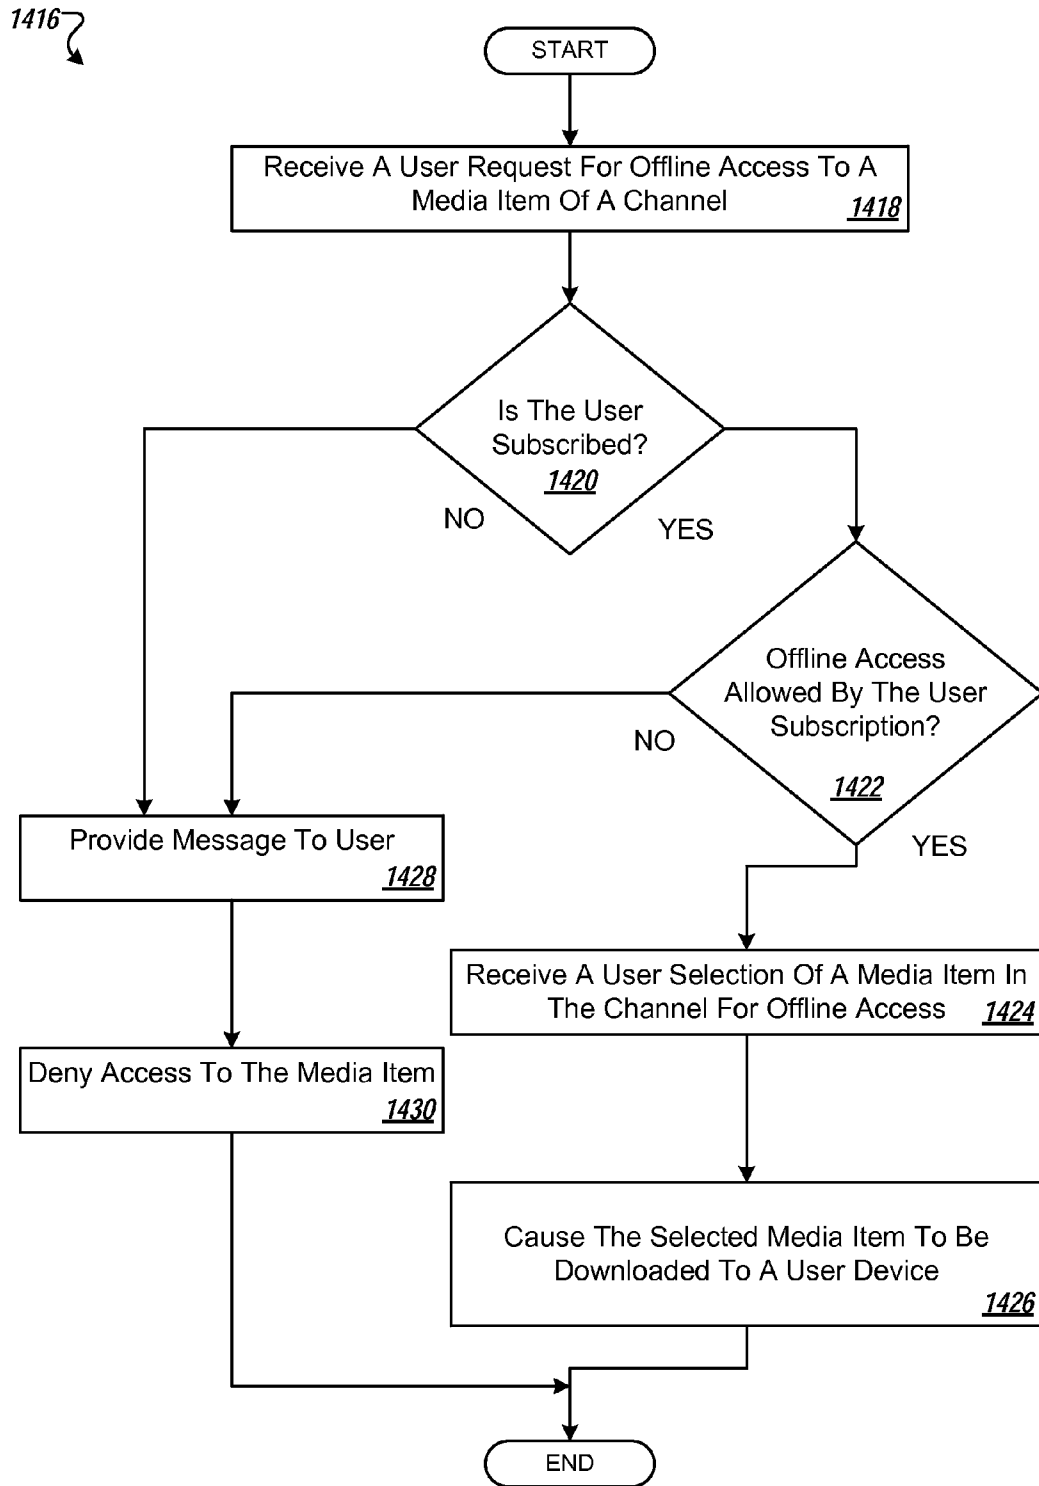 1416
START
Receive A User Request For Offline Access To A
Media Item Of A Channel
1418
Is The User
Subscribed?
1420
NO
YES
Offline Access
Allowed By The User
Subscription?
1422
NO
YES
Provide Message To User
1428
Receive A User Selection Of A Media Item In
The Channel For Offline Access
1424
Deny Access To The Media Item
1430
Cause The Selected Media Item To Be
Downloaded To A User Device
1426
END